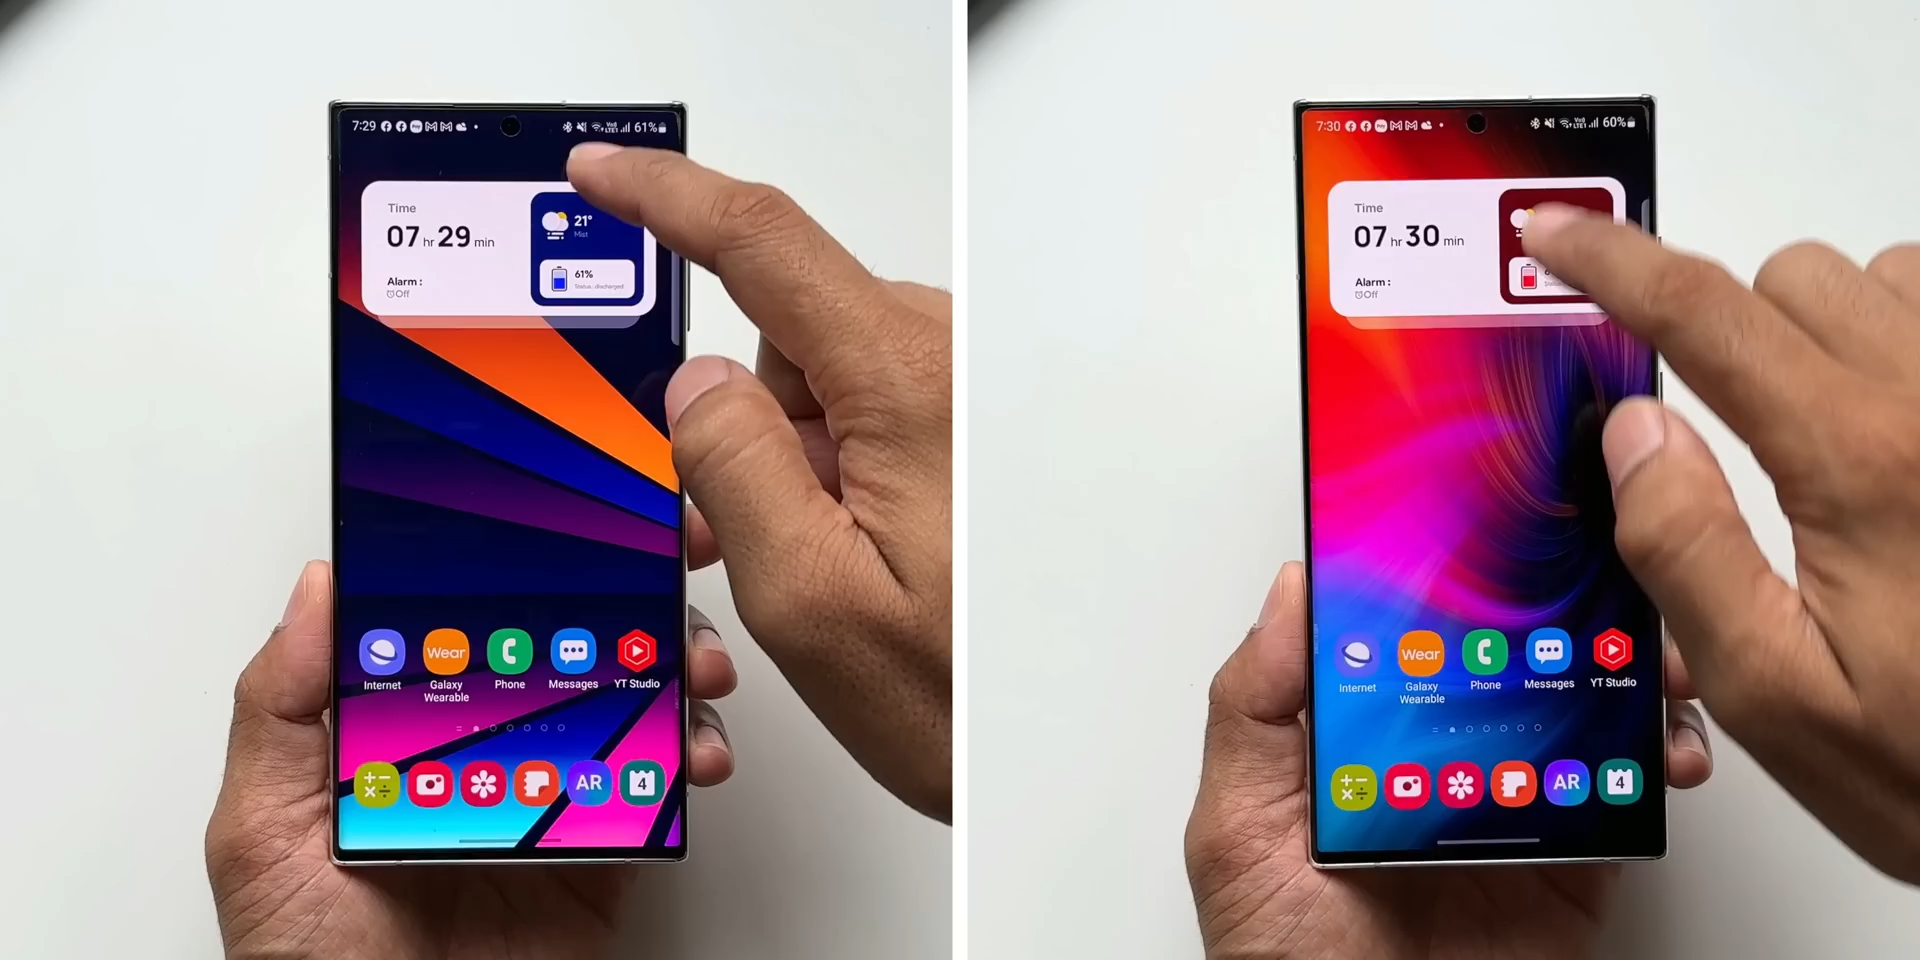 7:29
61%
Time
07 hr 29 min
Alarm :
Off
21°
Mist
61%
Status.. discharged
Internet
Wear
Galaxy
Wearable
Phone
Messages
YT Studio
AR
4
7:30
60%
Time
07 hr 30 min
Alarm :
Off
Internet
Wear
Galaxy
Wearable
Phone
Messages
YT Studio
AR
4